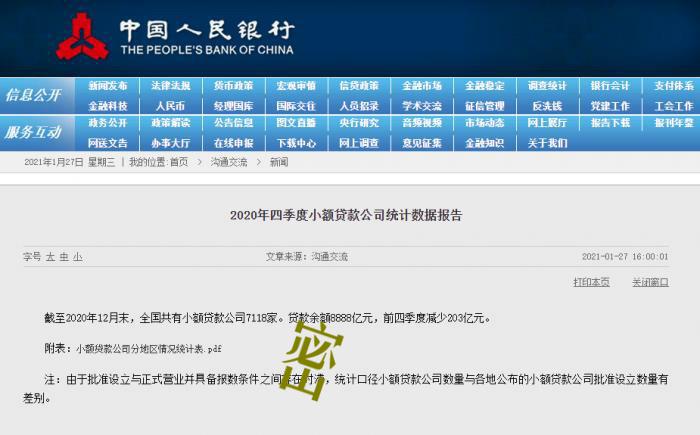 中国人民银行
THE PEOPLE'S BANK OF CHINA
信息公开 新闻发布 法律法规 货币政策 宏观审慎 信贷政策 金融市场 金融稳定 调查统计 银行会计 支付体系
金融科技 人民币 经理国库 国际交往 人员招录 学术交流 征信管理 反洗钱 党建工作 工会工作
服务互动 政务公开 政策解读 公告信息 图文直播 央行研究 音频视频 市场动态 网上展厅 报告下载 报刊年鉴
网送文告 办事大厅 在线申报 下载中心 网上调查 意见征集 金融知识 关于我们
2021年1月27日 星期三 | 我的位置:首页 > 沟通交流 > 新闻
2020年四季度小额贷款公司统计数据报告
字号 大 中 小 文章来源：沟通交流 2021-01-27 16:00:01
打印本页 关闭窗口
截至2020年12月末，全国共有小额贷款公司7118家。贷款余额8888亿元，前四季度减少203亿元。
附表：小额贷款公司分地区情况统计表.pdf
密
注：由于批准设立与正式营业并具备报数条件之间存在时滞，统计口径小额贷款公司数量与各地公布的小额贷款公司批准设立数量有
差别。